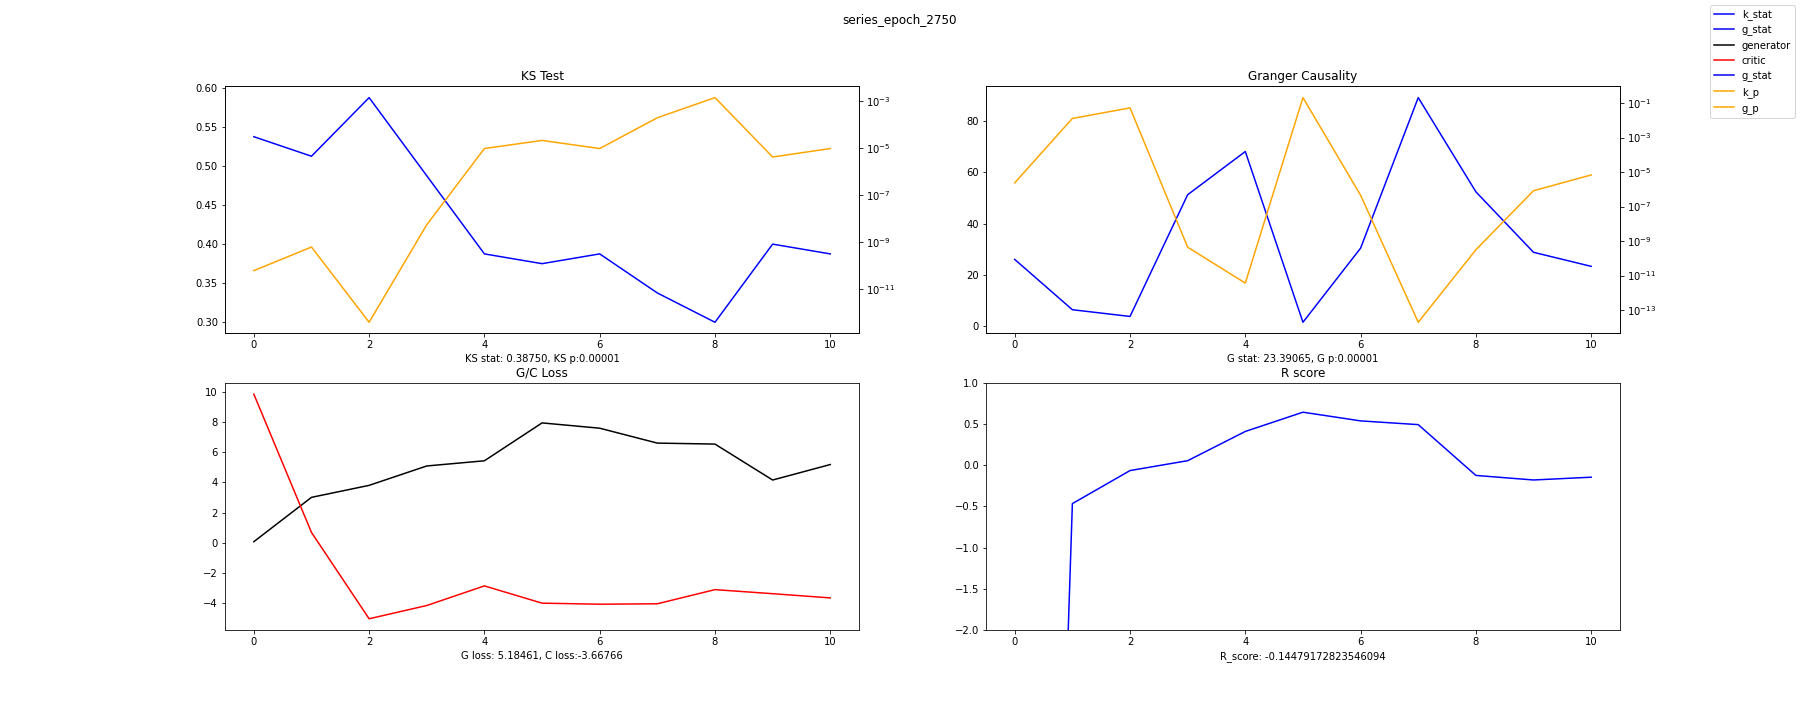 series_epoch_2750
k_stat
g_stat
generator
critic
g_stat
k_p
g_p
KS Test
0.60
0.55
0.50
0.45
0.40
0.35
0.30
10⁻³
10⁻⁵
10⁻⁷
10⁻⁹
10⁻¹¹
0 2 4 6 8 10
KS stat: 0.38750, KS p:0.00001
Granger Causality
80
60
40
20
0
10⁻¹
10⁻³
10⁻⁵
10⁻⁷
10⁻⁹
10⁻¹¹
10⁻¹³
0 2 4 6 8 10
G stat: 23.39065, G p:0.00001
G/C Loss
10
8
6
4
2
0
−2
−4
0 2 4 6 8 10
G loss: 5.18461, C loss:-3.66766
R score
1.0
0.5
0.0
−0.5
−1.0
−1.5
−2.0
0 2 4 6 8 10
R_score: -0.14479172823546094